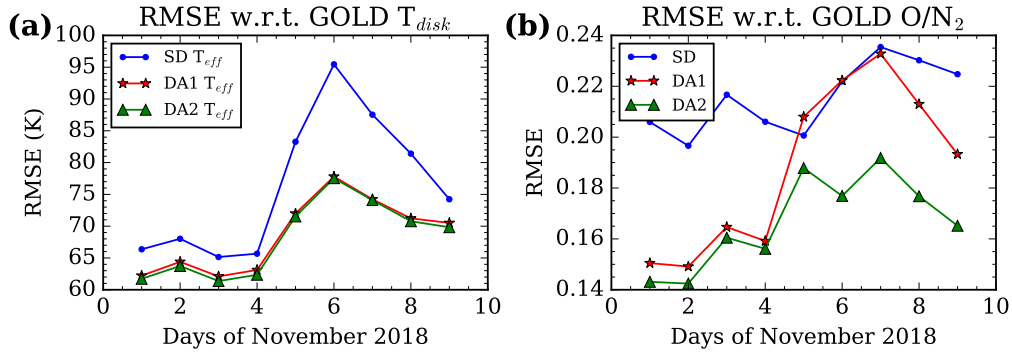 (a)
RMSE w.r.t. GOLD T_disk
100
95
90
85
80
75
70
65
60
0 2 4 6 8 10
RMSE (K)
Days of November 2018
SD T_eff
DA1 T_eff
DA2 T_eff
(b)
RMSE w.r.t. GOLD O/N₂
0.24
0.22
0.20
0.18
0.16
0.14
0 2 4 6 8 10
RMSE
Days of November 2018
SD
DA1
DA2